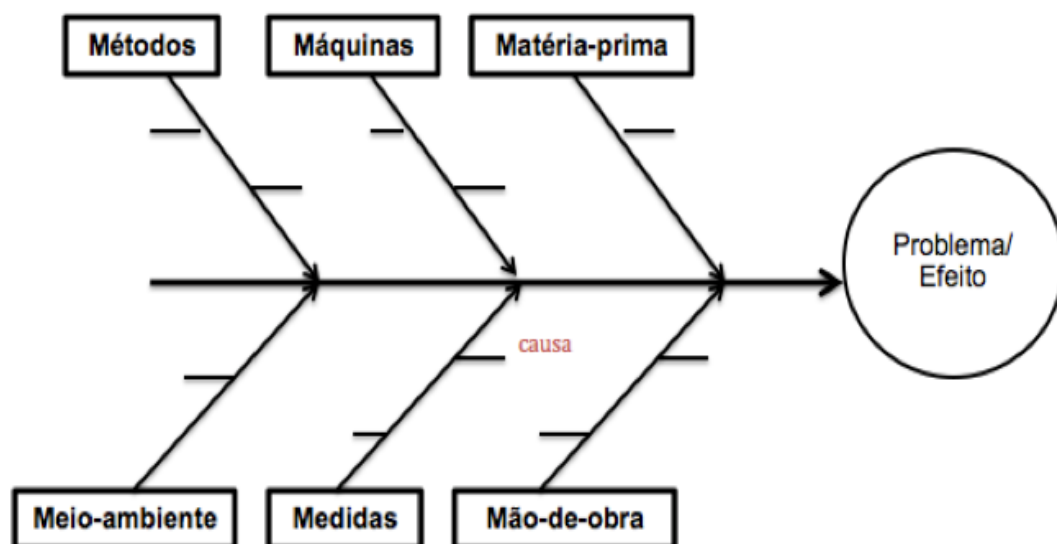 Métodos
Máquinas
Matéria-prima
Problema/
Efeito
causa
Meio-ambiente
Medidas
Mão-de-obra